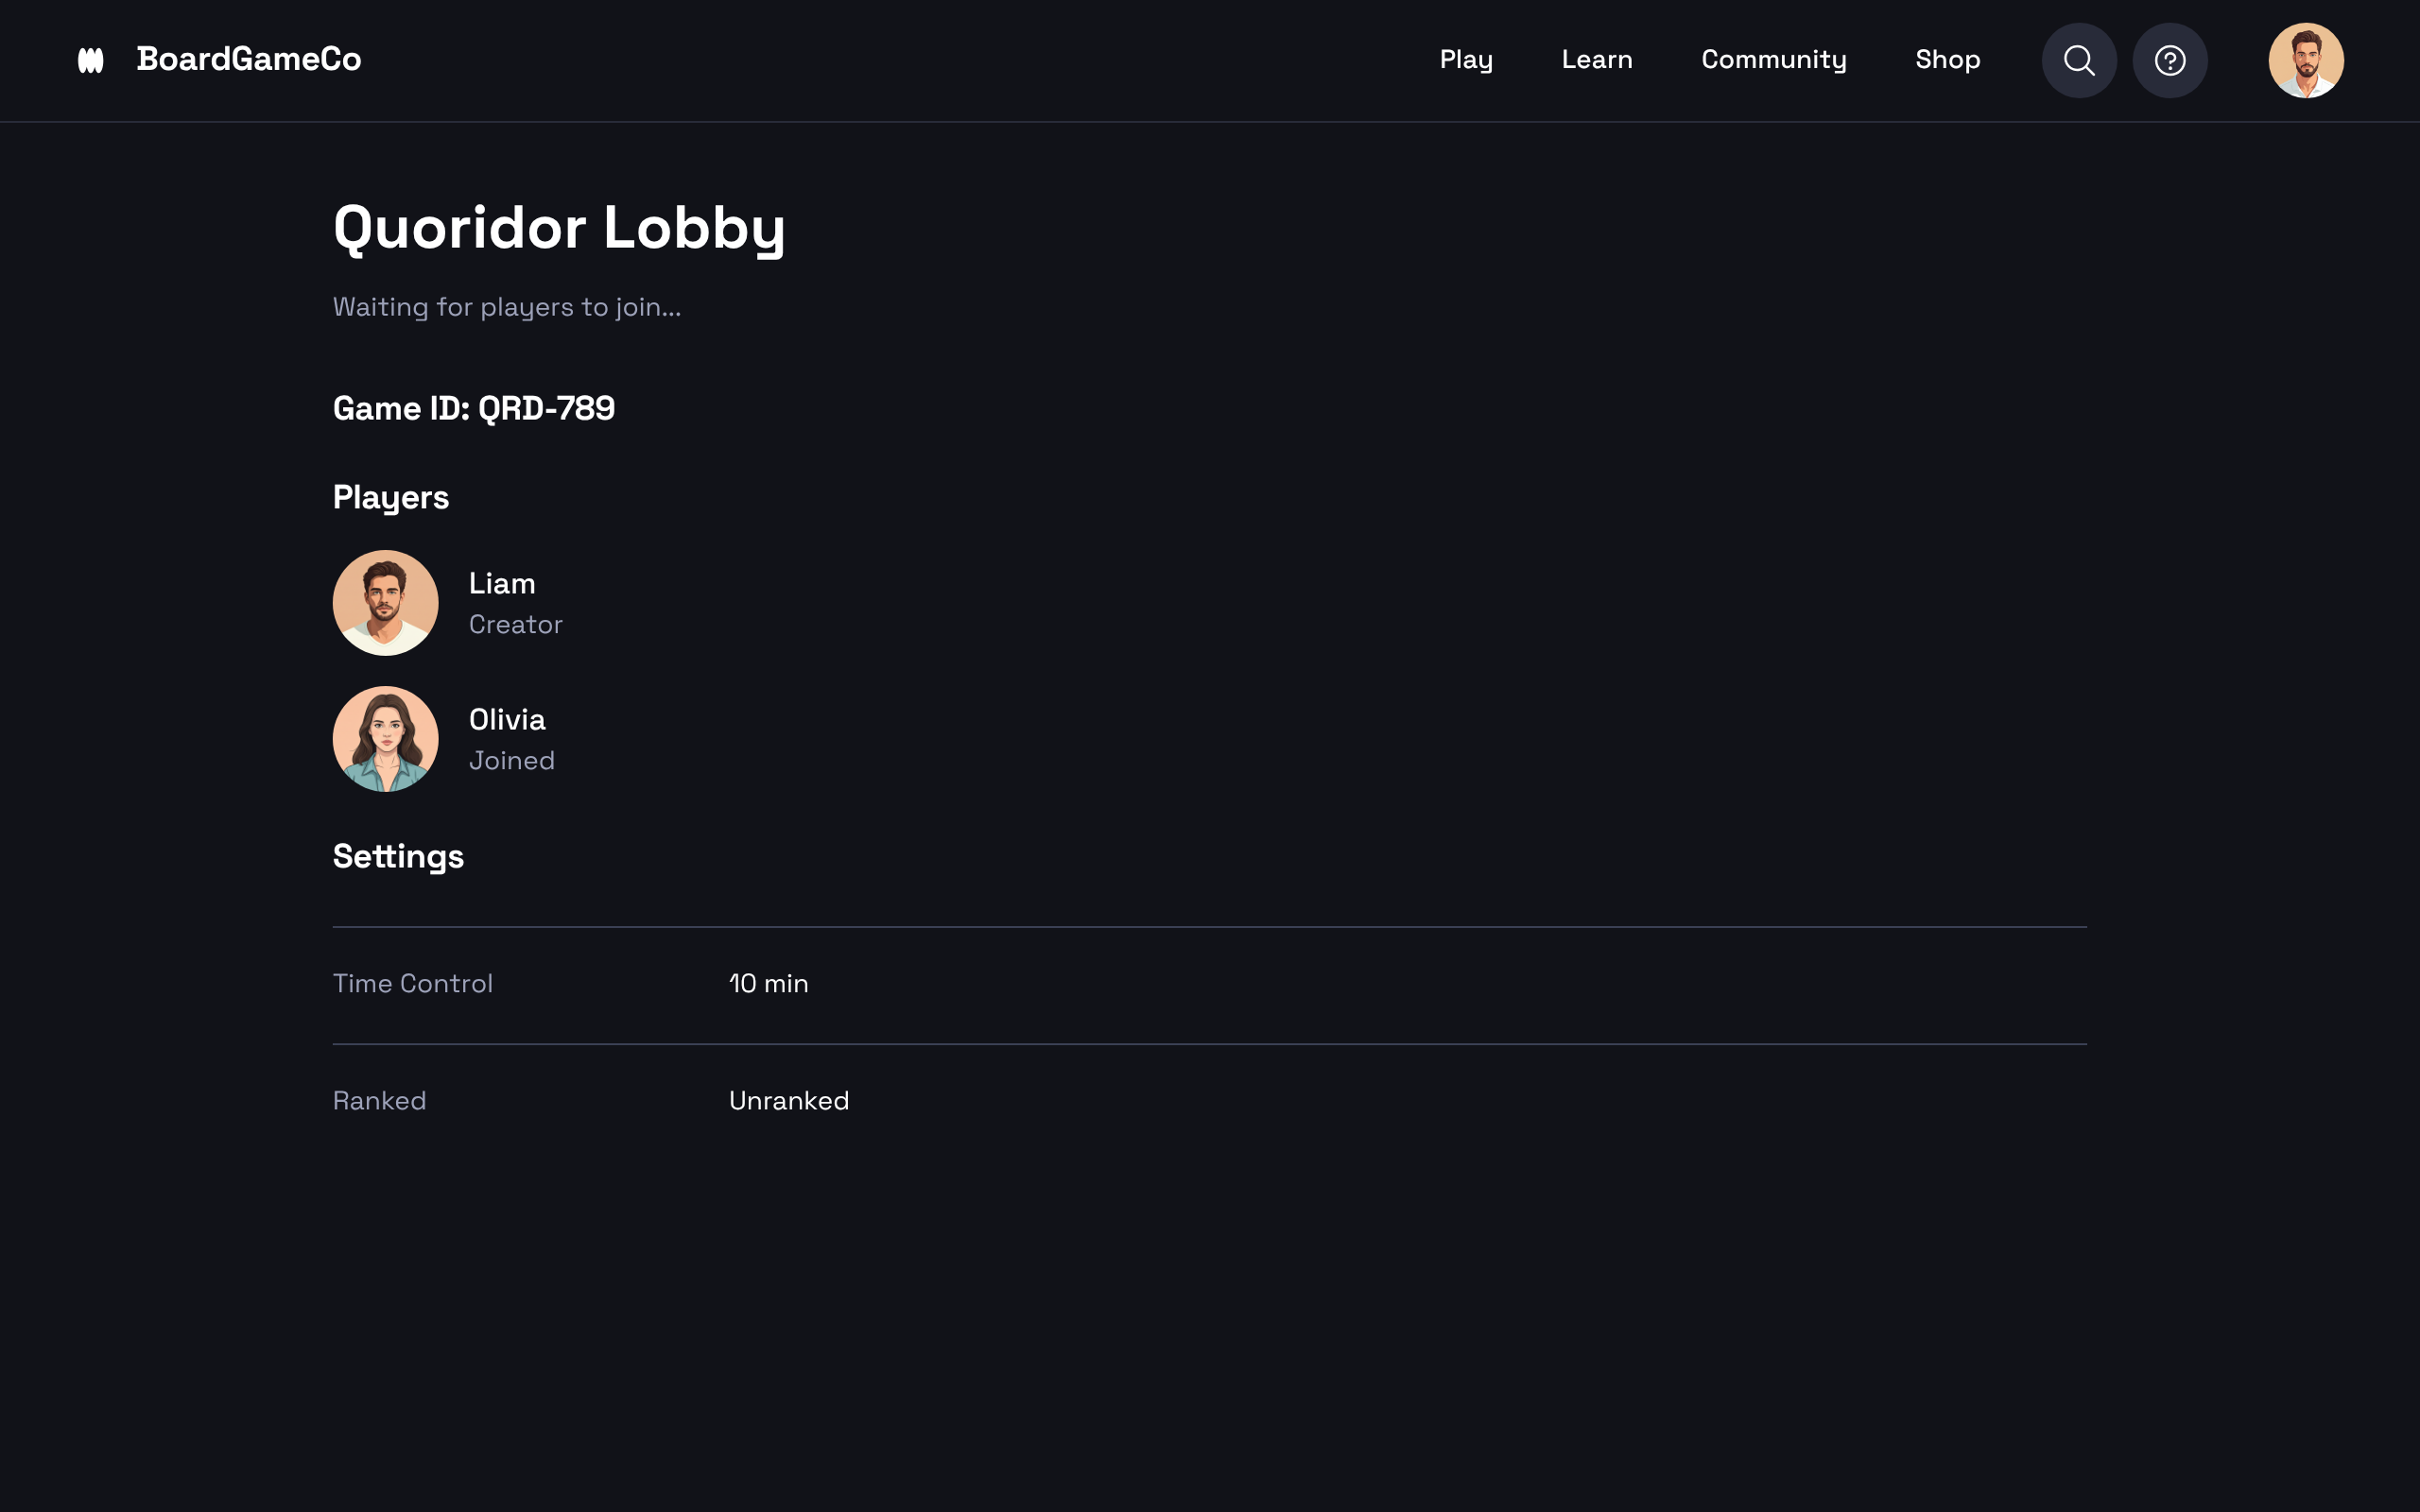 BoardGameCo
Play
Learn
Community
Shop
Quoridor Lobby
Waiting for players to join...
Game ID: QRD-789
Players
Liam
Creator
Olivia
Joined
Settings
Time Control 10 min
Ranked Unranked